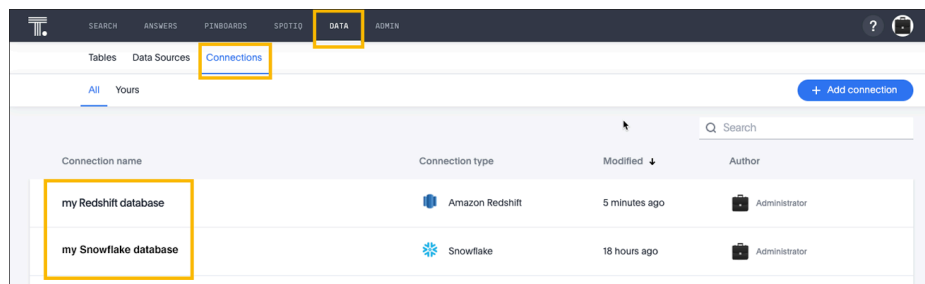 SEARCH ANSWERS PINBOARDS SPOTIQ DATA ADMIN ?
Tables Data Sources Connections
All Yours + Add connection
Search
Connection name Connection type Modified ↓ Author
my Redshift database Amazon Redshift 5 minutes ago Administrator
my Snowflake database Snowflake 18 hours ago Administrator